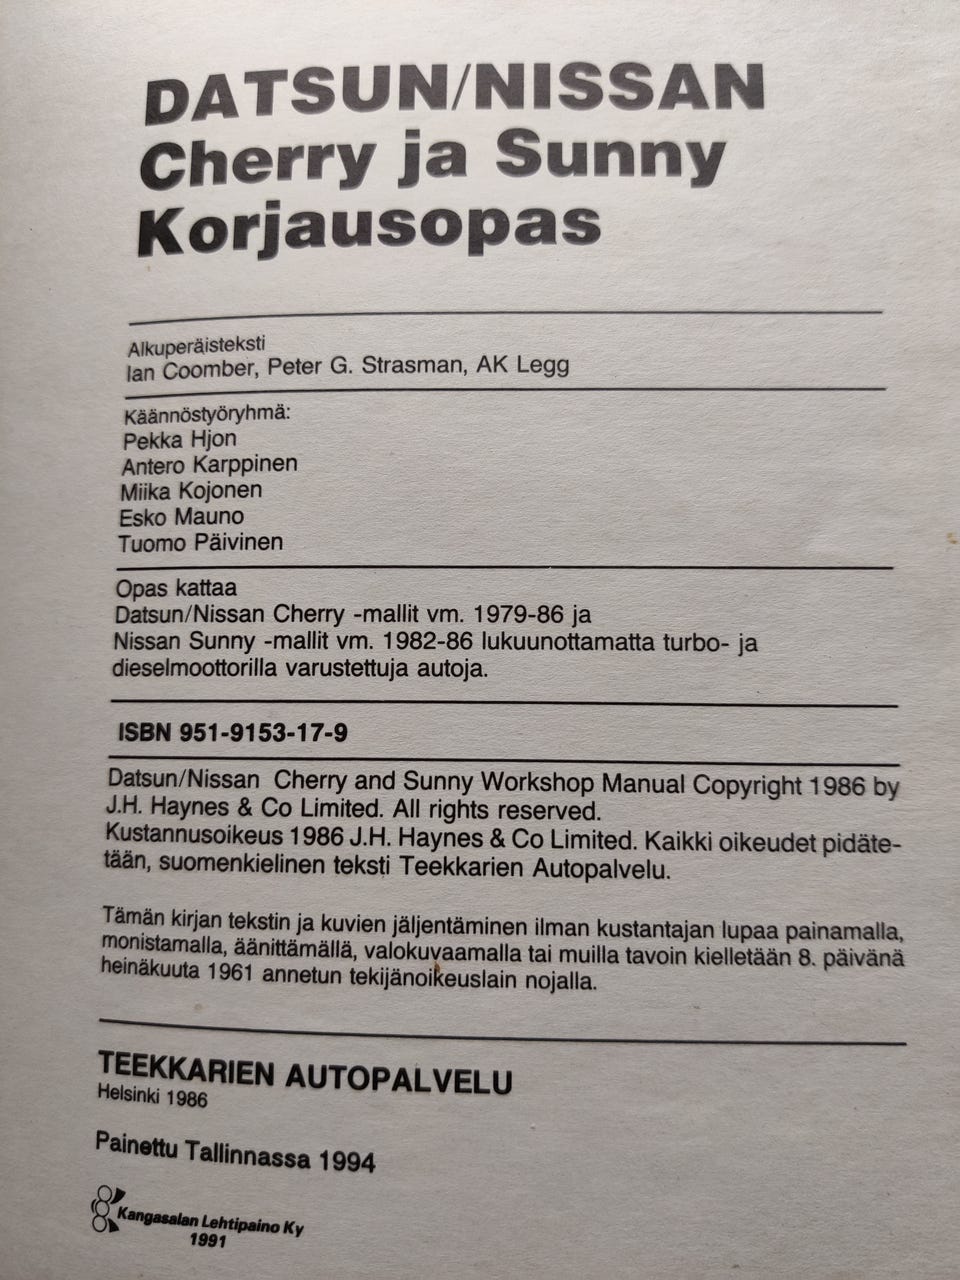 DATSUN/NISSAN
Cherry ja Sunny
Korjausopas
Alkuperäisteksti
Ian Coomber, Peter G. Strasman, AK Legg
Käännöstyöryhmä:
Pekka Hjon
Antero Karppinen
Miika Kojonen
Esko Mauno
Tuomo Päivinen
Opas kattaa
Datsun/Nissan Cherry -mallit vm. 1979-86 ja
Nissan Sunny -mallit vm. 1982-86 lukuunottamatta turbo- ja
dieselmoottorilla varustettuja autoja.
ISBN 951-9153-17-9
Datsun/Nissan Cherry and Sunny Workshop Manual Copyright 1986 by
J.H. Haynes & Co Limited. All rights reserved.
Kustannusoikeus 1986 J.H. Haynes & Co Limited. Kaikki oikeudet pidäte-
tään, suomenkielinen teksti Teekkarien Autopalvelu.
Tämän kirjan tekstin ja kuvien jäljentäminen ilman kustantajan lupaa painamalla,
monistamalla, äänittämällä, valokuvaamalla tai muilla tavoin kielletään 8. päivänä
heinäkuuta 1961 annetun tekijänoikeuslain nojalla.
TEEKKARIEN AUTOPALVELU
Helsinki 1986
Painettu Tallinnassa 1994
Kangasalan Lehtipaino Ky
1991